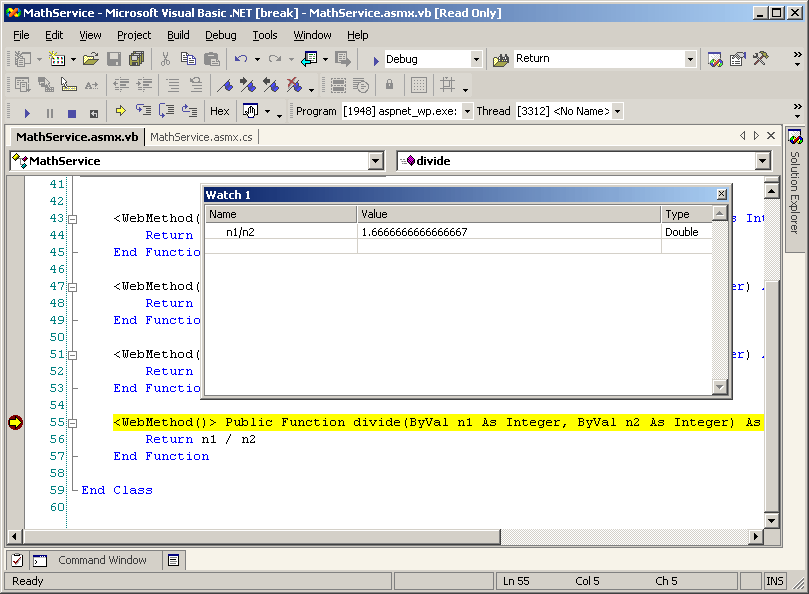 MathService - Microsoft Visual Basic .NET [break] - MathService.asmx.vb [Read Only]
File Edit View Project Build Debug Tools Window Help
Debug Return
Hex Program [1948] aspnet_wp.exe: Thread [3312] <No Name>
MathService.asmx.vb MathService.asmx.cs
MathService divide
Solution Explorer
Watch 1
Name Value Type
n1/n2 1.6666666666666667 Double
41
42
43 <WebMethod( s Int
44 Return
45 End Functio
46
47 <WebMethod( er) A
48 Return
49 End Functio
50
51 <WebMethod( er) A
52 Return
53 End Functio
54
55 <WebMethod()> Public Function divide(ByVal n1 As Integer, ByVal n2 As Integer) As
56 Return n1 / n2
57 End Function
58
59 End Class
60
Command Window
Ready Ln 55 Col 5 Ch 5 INS